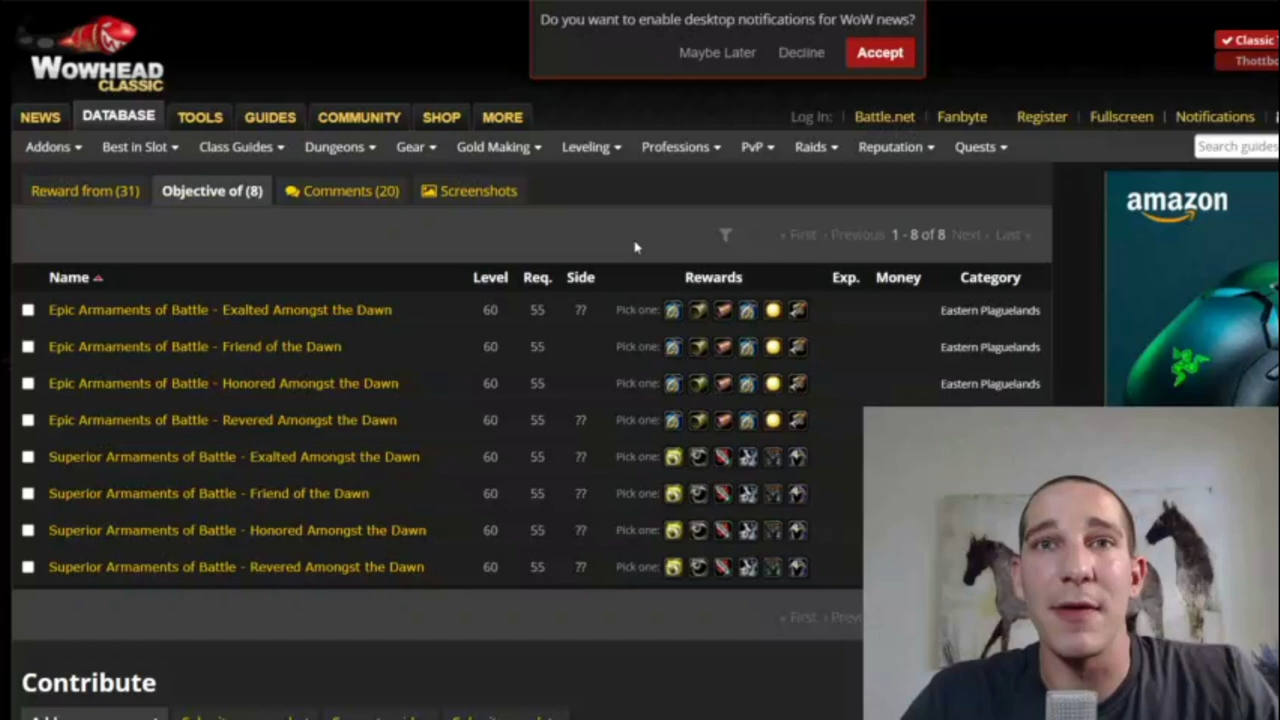 Do you want to enable desktop notifications for WoW news?
Maybe Later Decline Accept
WOWHEAD
CLASSIC
Classic
Thottbo
NEWS DATABASE TOOLS GUIDES COMMUNITY SHOP MORE Log In: Battle.net Fanbyte Register Fullscreen Notifications
Addons Best in Slot Class Guides Dungeons Gear Gold Making Leveling Professions PvP Raids Reputation Quests Search guides
Reward from (31) Objective of (8) Comments (20) Screenshots
amazon
« First ‹ Previous 1 - 8 of 8 Next › Last »
Name Level Req. Side Rewards Exp. Money Category
Epic Armaments of Battle - Exalted Amongst the Dawn 60 55 ?? Pick one: Eastern Plaguelands
Epic Armaments of Battle - Friend of the Dawn 60 55 Pick one: Eastern Plaguelands
Epic Armaments of Battle - Honored Amongst the Dawn 60 55 Pick one: Eastern Plaguelands
Epic Armaments of Battle - Revered Amongst the Dawn 60 55 ?? Pick one:
Superior Armaments of Battle - Exalted Amongst the Dawn 60 55 ?? Pick one:
Superior Armaments of Battle - Friend of the Dawn 60 55 ?? Pick one:
Superior Armaments of Battle - Honored Amongst the Dawn 60 55 ?? Pick one:
Superior Armaments of Battle - Revered Amongst the Dawn 60 55 ?? Pick one:
« First ‹ Previ
Contribute